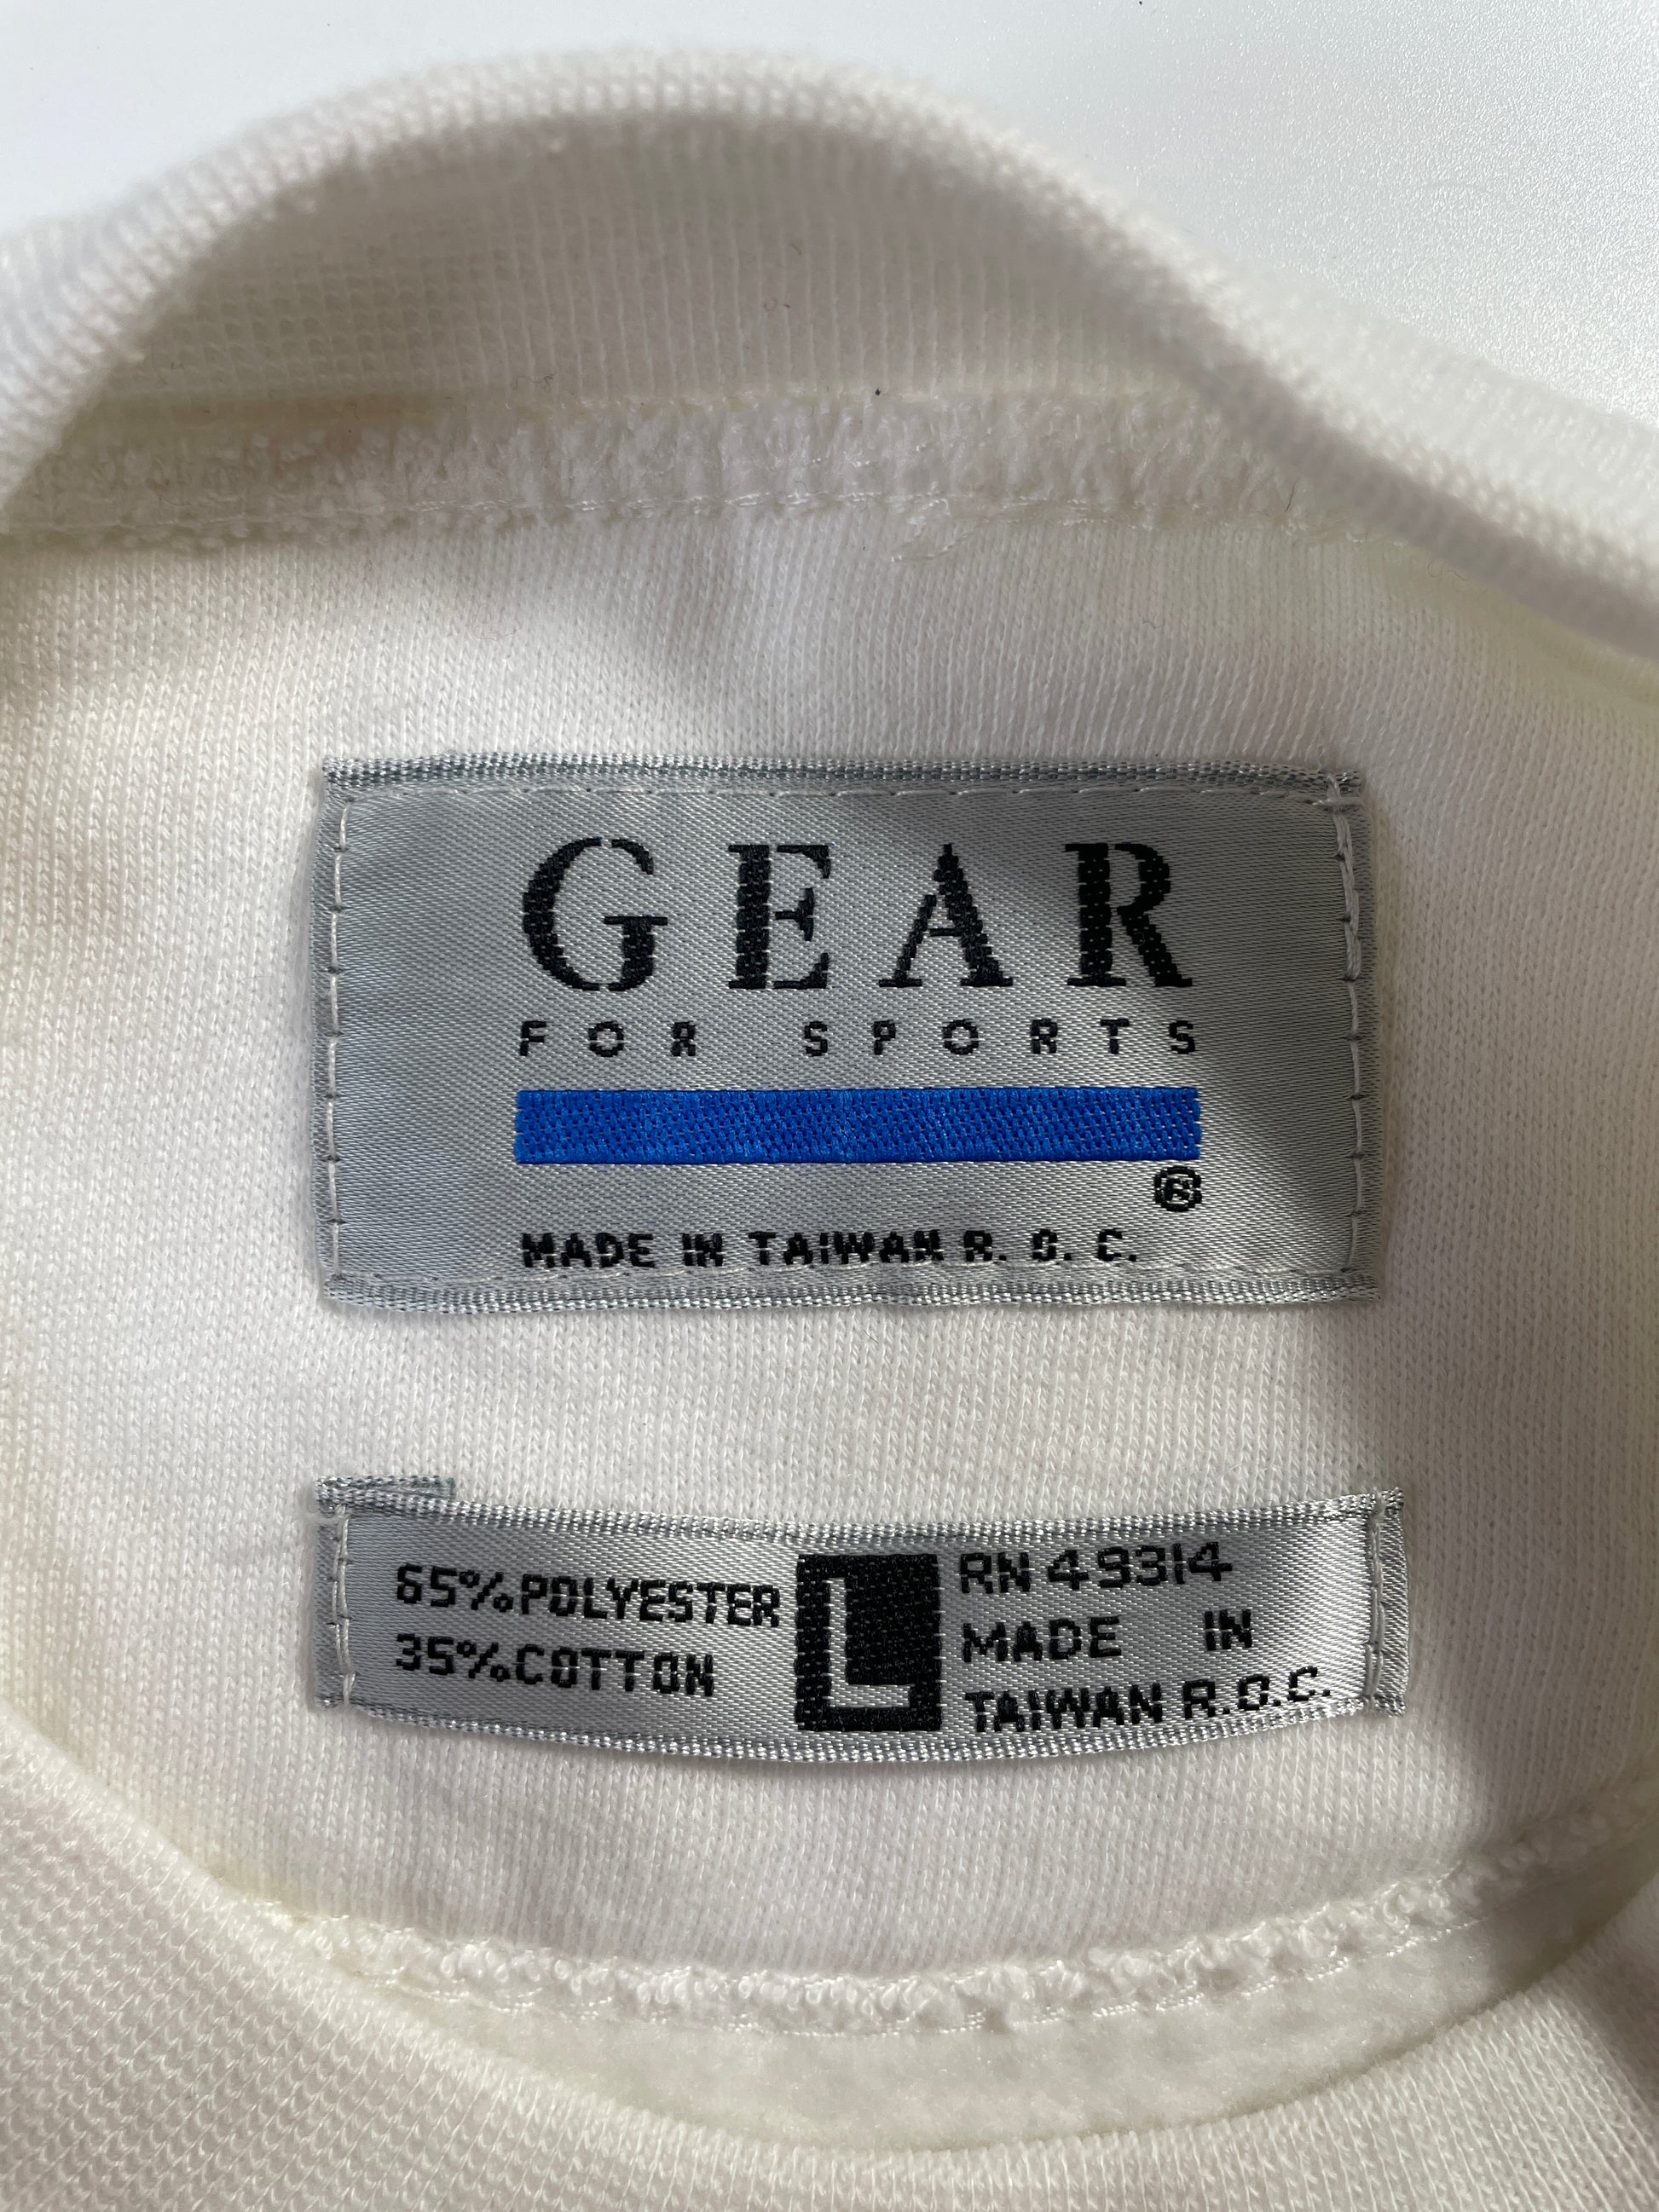 GEAR
FOR SPORTS
®
MADE IN TAIWAN R. O. C.
65%POLYESTER
35%COTTON
L
RN 49314
MADE IN
TAIWAN R.O.C.